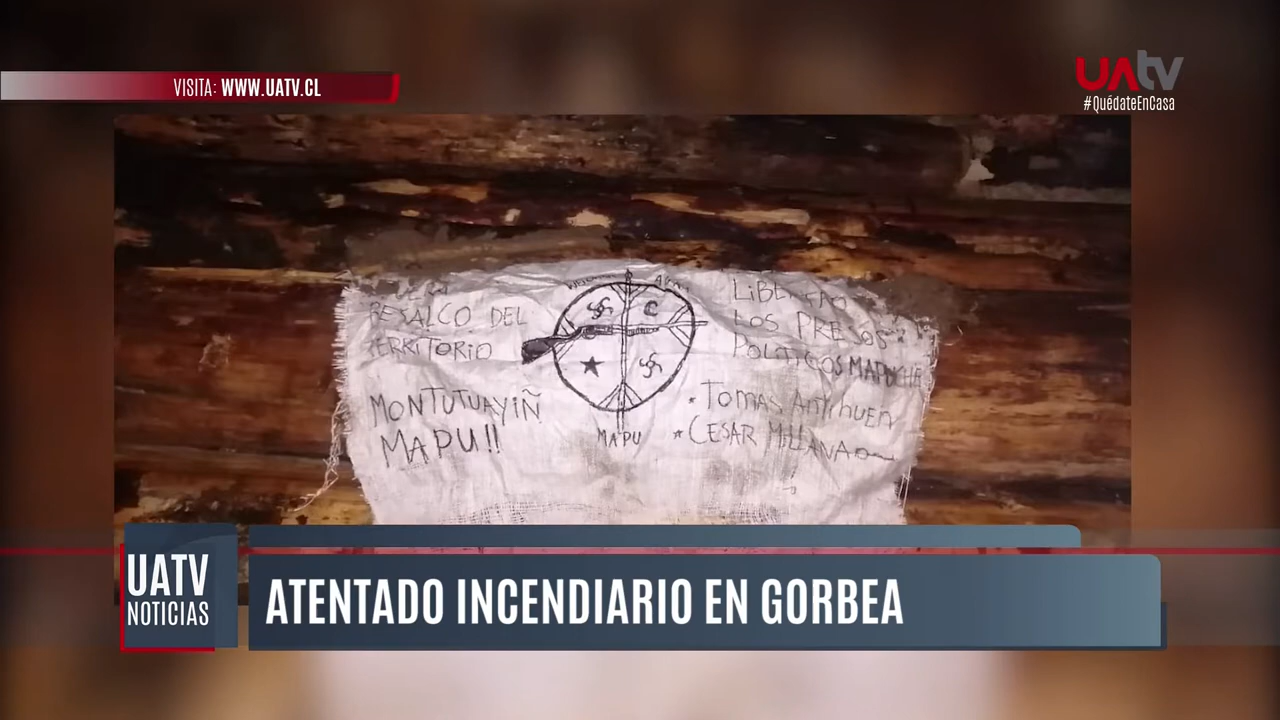 VISITA: WWW.UATV.CL
UAtv
#QuédateEnCasa
BESALCO DEL
TERRITORIO
MONTUTUAYIÑ
MAPU!!
MAPU
LOS PRESOS
POLITICOS MAPUCHE
* TOMAS Antihuen
* CESAR MILLANAO
UATV
NOTICIAS
ATENTADO INCENDIARIO EN GORBEA